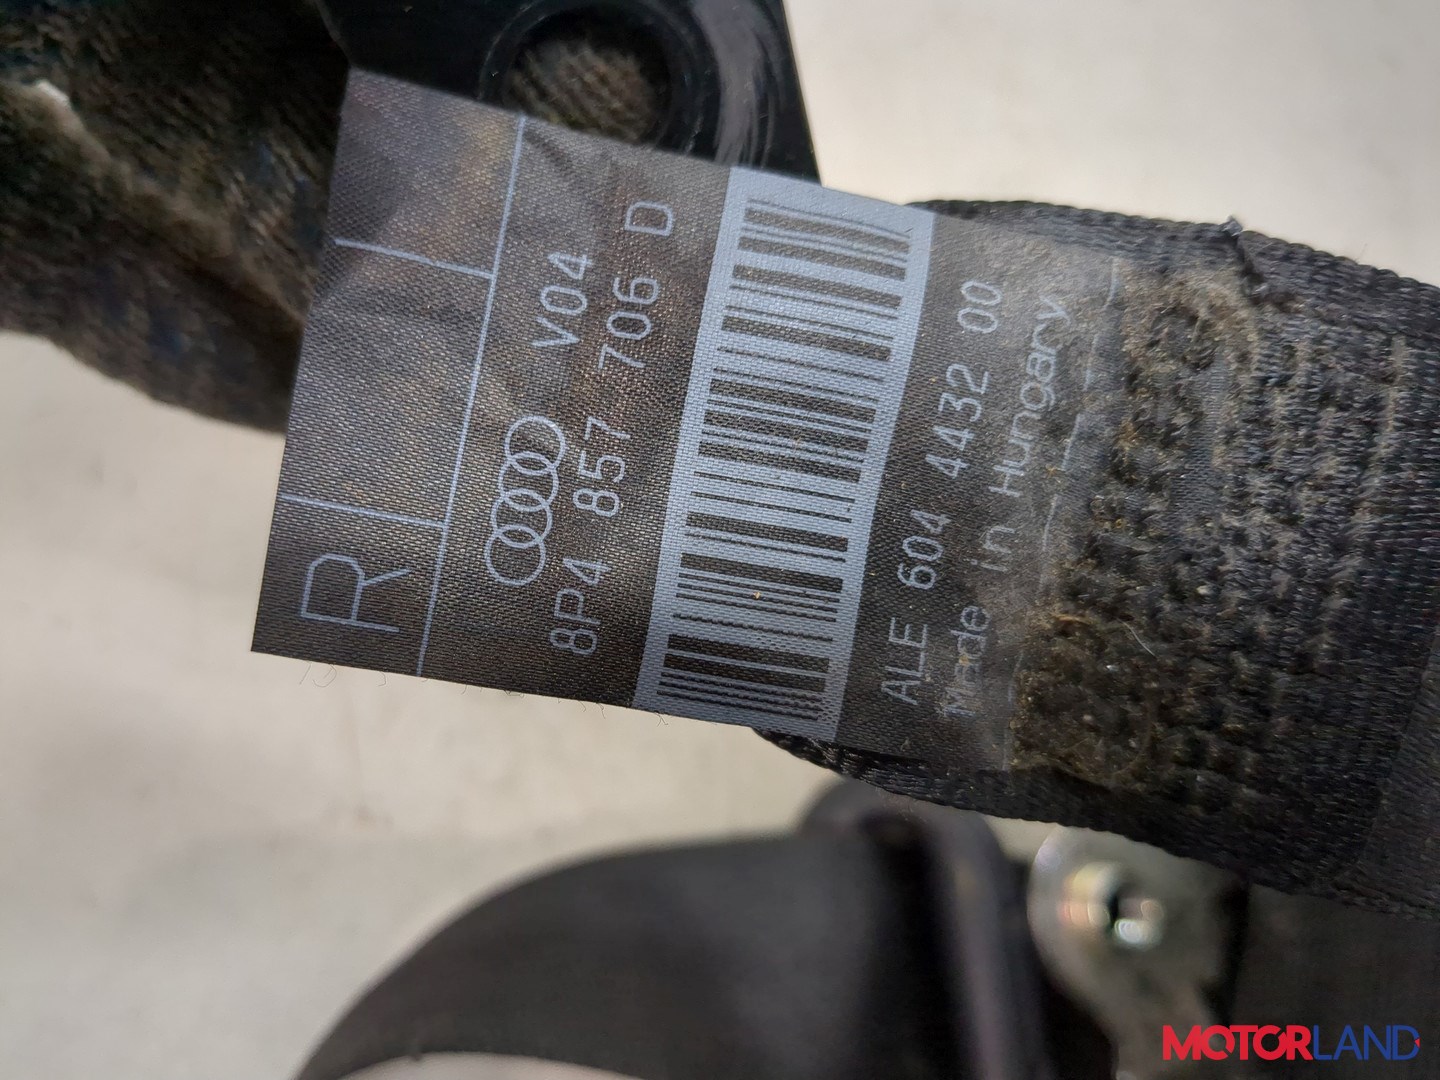 R
V04
8P4 857 706 D
ALE 604 4432 00
Made in Hungary
MOTORLAND